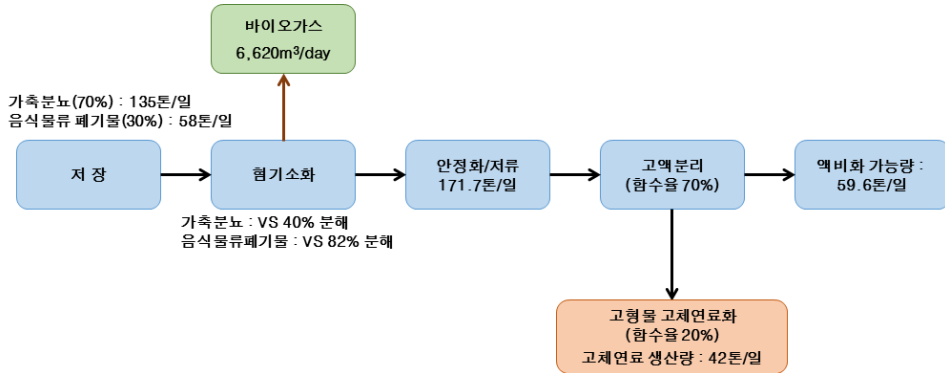 바이오가스
6,620m³/day
가축분뇨(70%) : 135톤/일
음식물류 폐기물(30%) : 58톤/일
저 장
혐기소화
안정화/저류
171.7톤/일
고액분리
(함수율 70%)
액비화 가능량 :
59.6톤/일
가축분뇨 : VS 40% 분해
음식물류폐기물 : VS 82% 분해
고형물 고체연료화
(함수율 20%)
고체연료 생산량 : 42톤/일